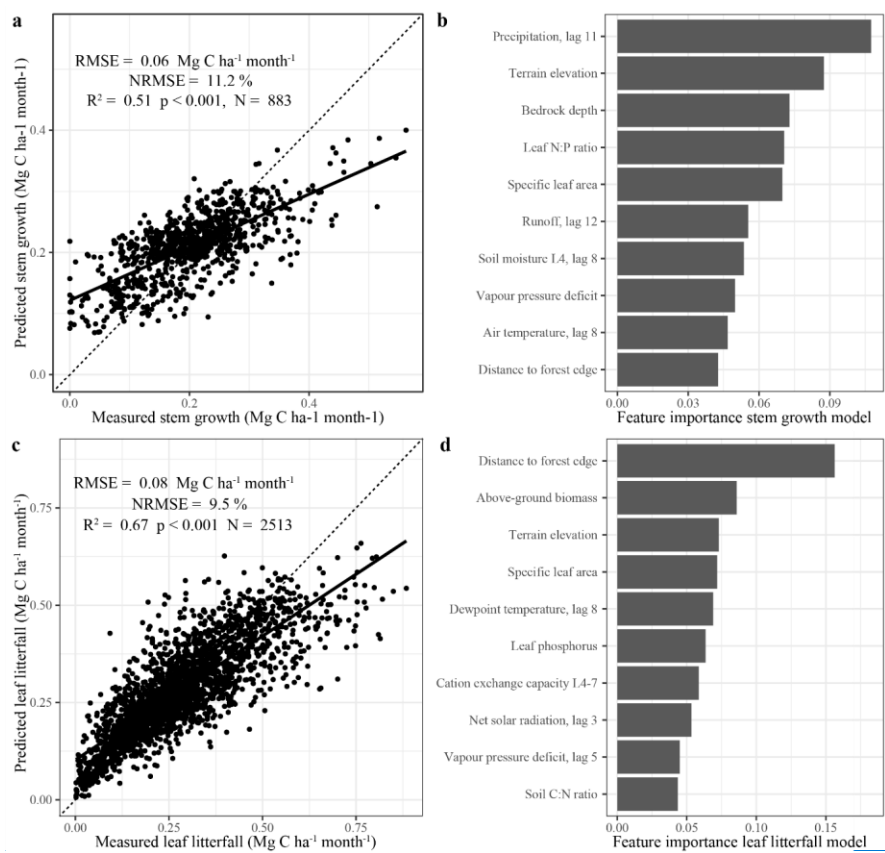 a
RMSE = 0.06 Mg C ha-1 month-1
NRMSE = 11.2 %
R2 = 0.51 p < 0.001, N = 883
Predicted stem growth (Mg C ha-1 month-1)
0.4
0.2
0.0
0.0 0.2 0.4
Measured stem growth (Mg C ha-1 month-1)
b
Precipitation, lag 11
Terrain elevation
Bedrock depth
Leaf N:P ratio
Specific leaf area
Runoff, lag 12
Soil moisture L4, lag 8
Vapour pressure deficit
Air temperature, lag 8
Distance to forest edge
0.00 0.03 0.06 0.09
Feature importance stem growth model
c
RMSE = 0.08 Mg C ha-1 month-1
NRMSE = 9.5 %
R2 = 0.67 p < 0.001 N = 2513
Predicted leaf litterfall (Mg C ha-1 month-1)
0.75
0.50
0.25
0.00
0.00 0.25 0.50 0.75
Measured leaf litterfall (Mg C ha-1 month-1)
d
Distance to forest edge
Above-ground biomass
Terrain elevation
Specific leaf area
Dewpoint temperature, lag 8
Leaf phosphorus
Cation exchange capacity L4-7
Net solar radiation, lag 3
Vapour pressure deficit, lag 5
Soil C:N ratio
0.00 0.05 0.10 0.15
Feature importance leaf litterfall model